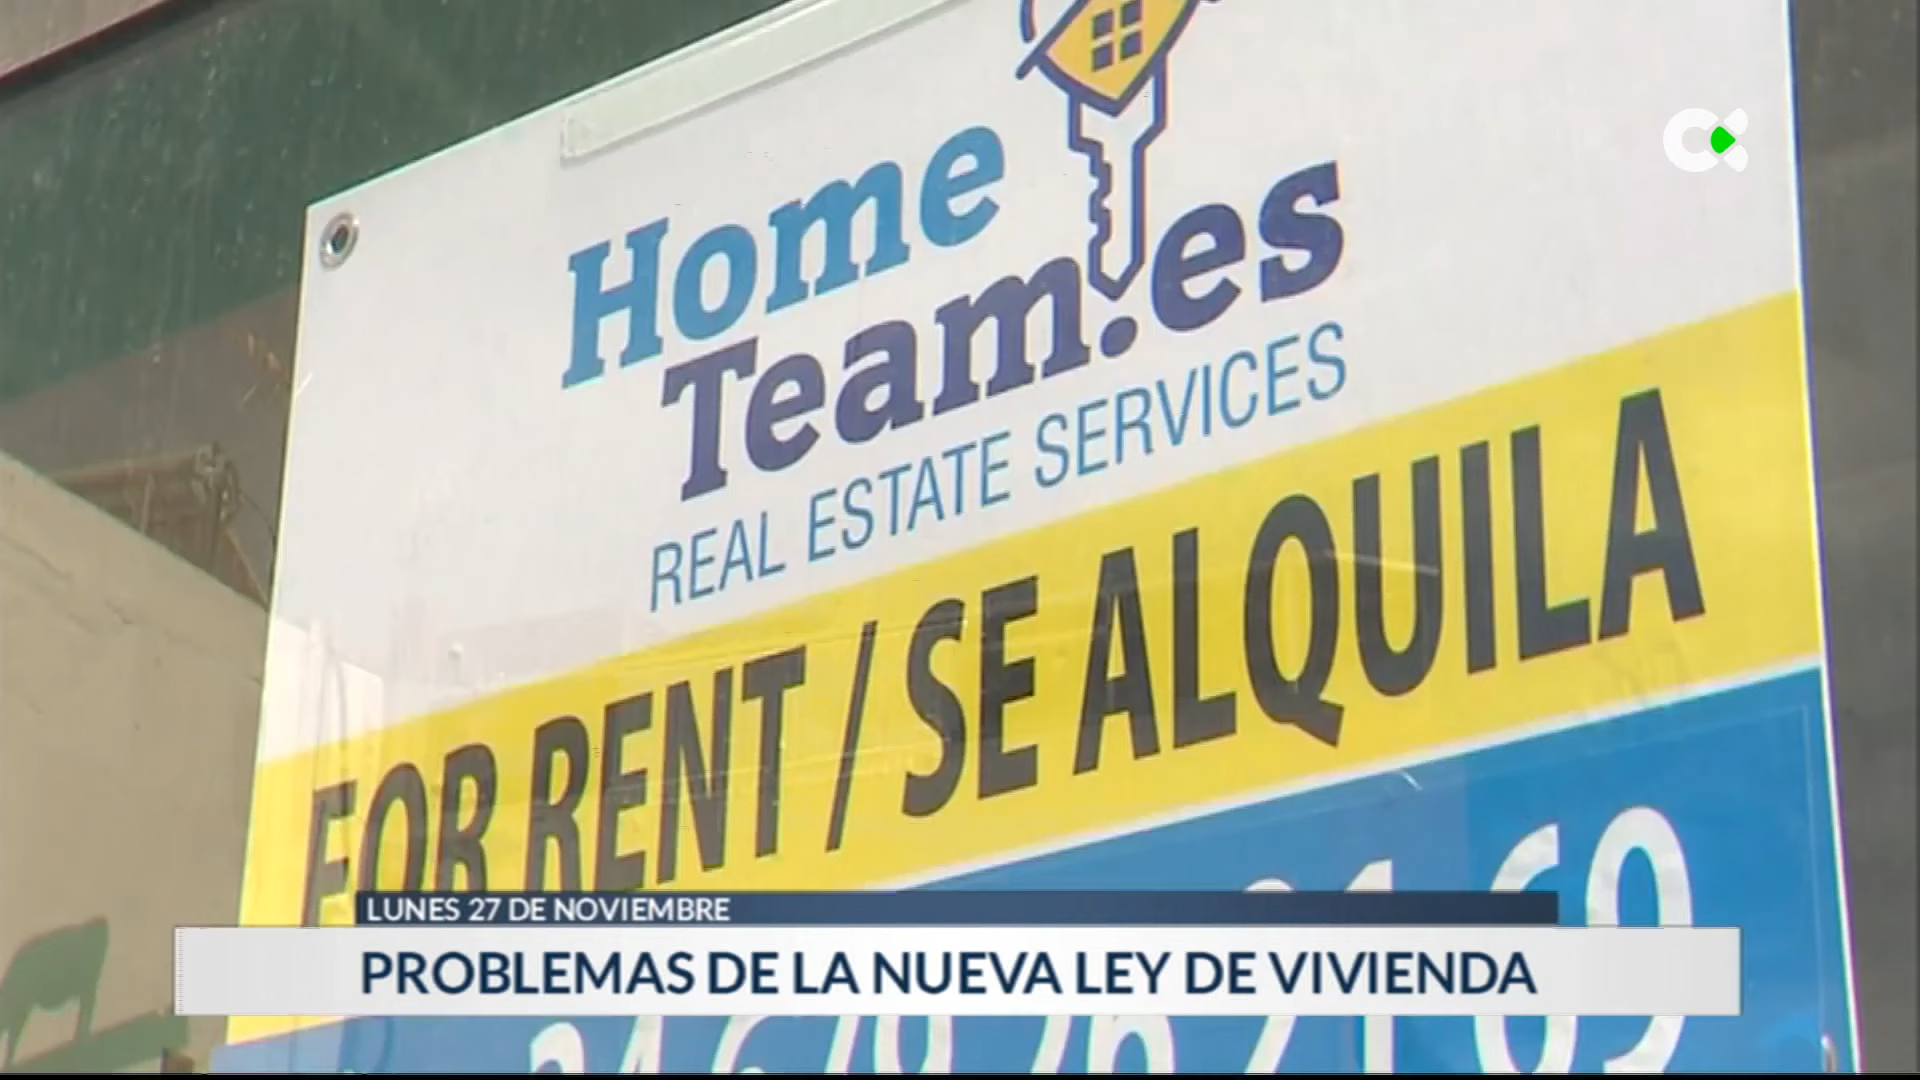 Home
Team.es
REAL ESTATE SERVICES
FOR RENT / SE ALQUILA
LUNES 27 DE NOVIEMBRE
PROBLEMAS DE LA NUEVA LEY DE VIVIENDA